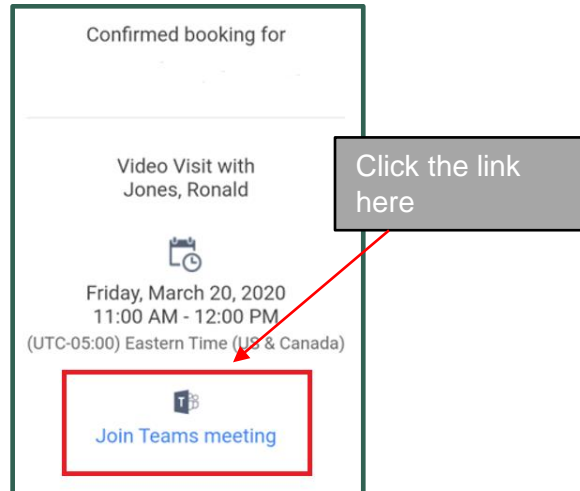 Confirmed booking for
Video Visit with
Jones, Ronald
Click the link
here
Friday, March 20, 2020
11:00 AM - 12:00 PM
(UTC-05:00) Eastern Time (US & Canada)
T
Join Teams meeting